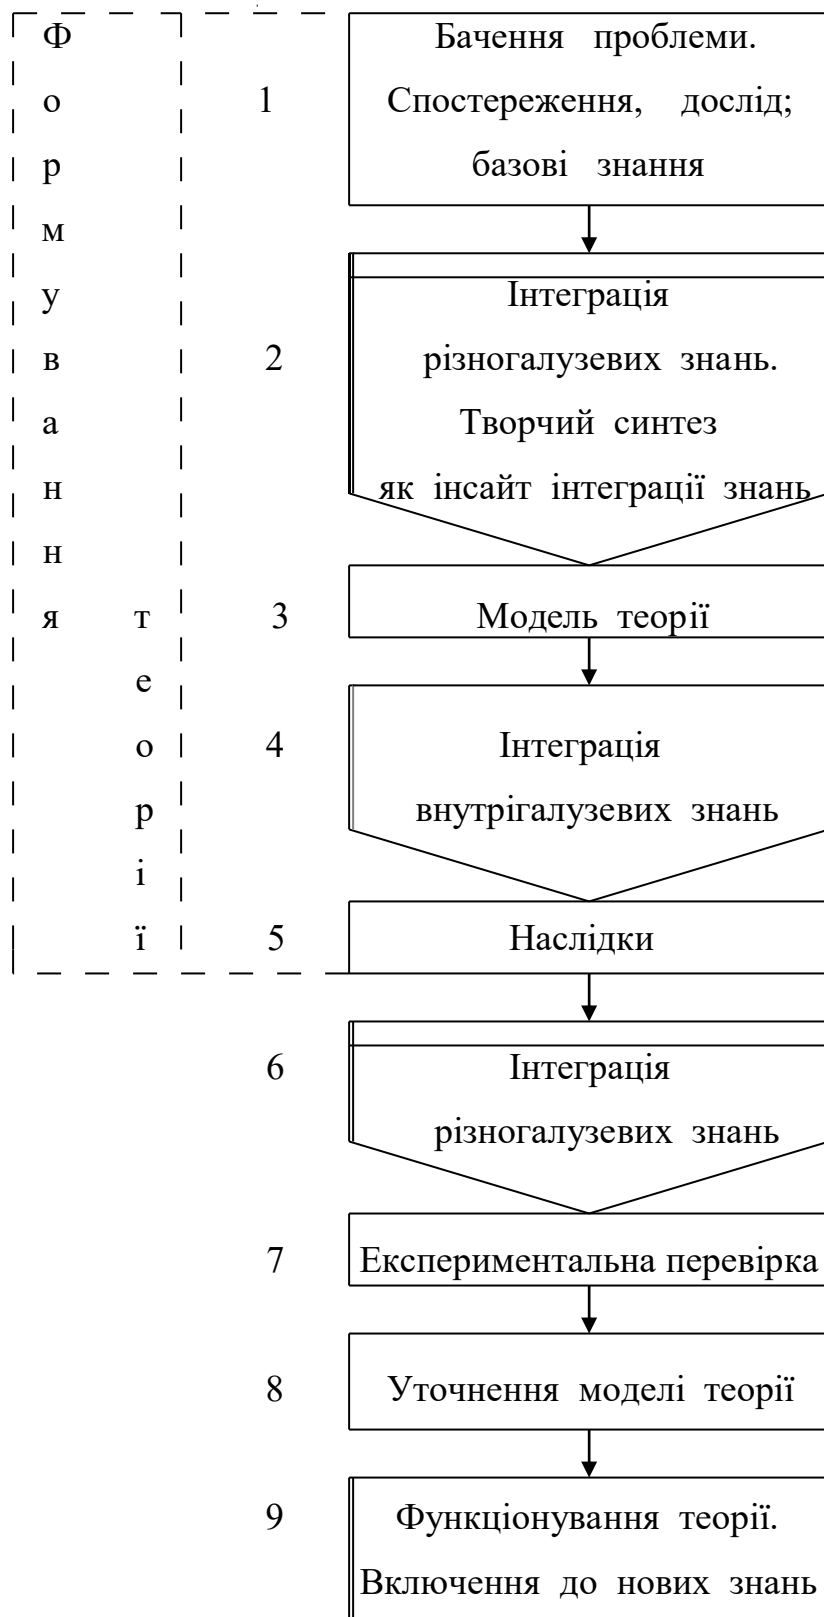 Формування
теорії
1
Бачення проблеми.
Спостереження, дослід;
базові знання
2
Інтеграція
різногалузевих знань.
Творчий синтез
як інсайт інтеграції знань
3
Модель теорії
4
Інтеграція
внутрігалузевих знань
5
Наслідки
6
Інтеграція
різногалузевих знань
7
Експериментальна перевірка
8
Уточнення моделі теорії
9
Функціонування теорії.
Включення до нових знань